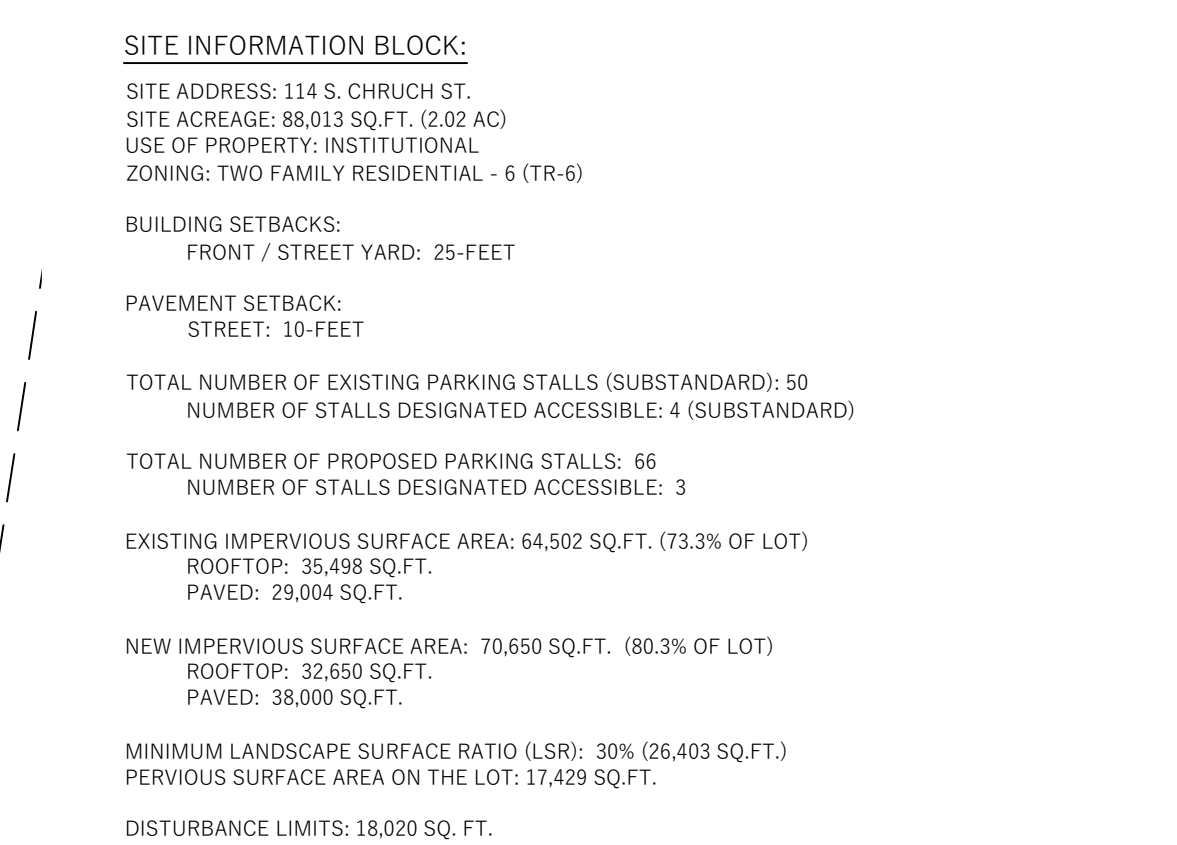 SITE INFORMATION BLOCK:
SITE ADDRESS: 114 S. CHRUCH ST.
SITE ACREAGE: 88,013 SQ.FT. (2.02 AC)
USE OF PROPERTY: INSTITUTIONAL
ZONING: TWO FAMILY RESIDENTIAL - 6 (TR-6)
BUILDING SETBACKS:
FRONT / STREET YARD: 25-FEET
PAVEMENT SETBACK:
STREET: 10-FEET
TOTAL NUMBER OF EXISTING PARKING STALLS (SUBSTANDARD): 50
NUMBER OF STALLS DESIGNATED ACCESSIBLE: 4 (SUBSTANDARD)
TOTAL NUMBER OF PROPOSED PARKING STALLS: 66
NUMBER OF STALLS DESIGNATED ACCESSIBLE: 3
EXISTING IMPERVIOUS SURFACE AREA: 64,502 SQ.FT. (73.3% OF LOT)
ROOFTOP: 35,498 SQ.FT.
PAVED: 29,004 SQ.FT.
NEW IMPERVIOUS SURFACE AREA: 70,650 SQ.FT. (80.3% OF LOT)
ROOFTOP: 32,650 SQ.FT.
PAVED: 38,000 SQ.FT.
MINIMUM LANDSCAPE SURFACE RATIO (LSR): 30% (26,403 SQ.FT.)
PERVIOUS SURFACE AREA ON THE LOT: 17,429 SQ.FT.
DISTURBANCE LIMITS: 18,020 SQ. FT.